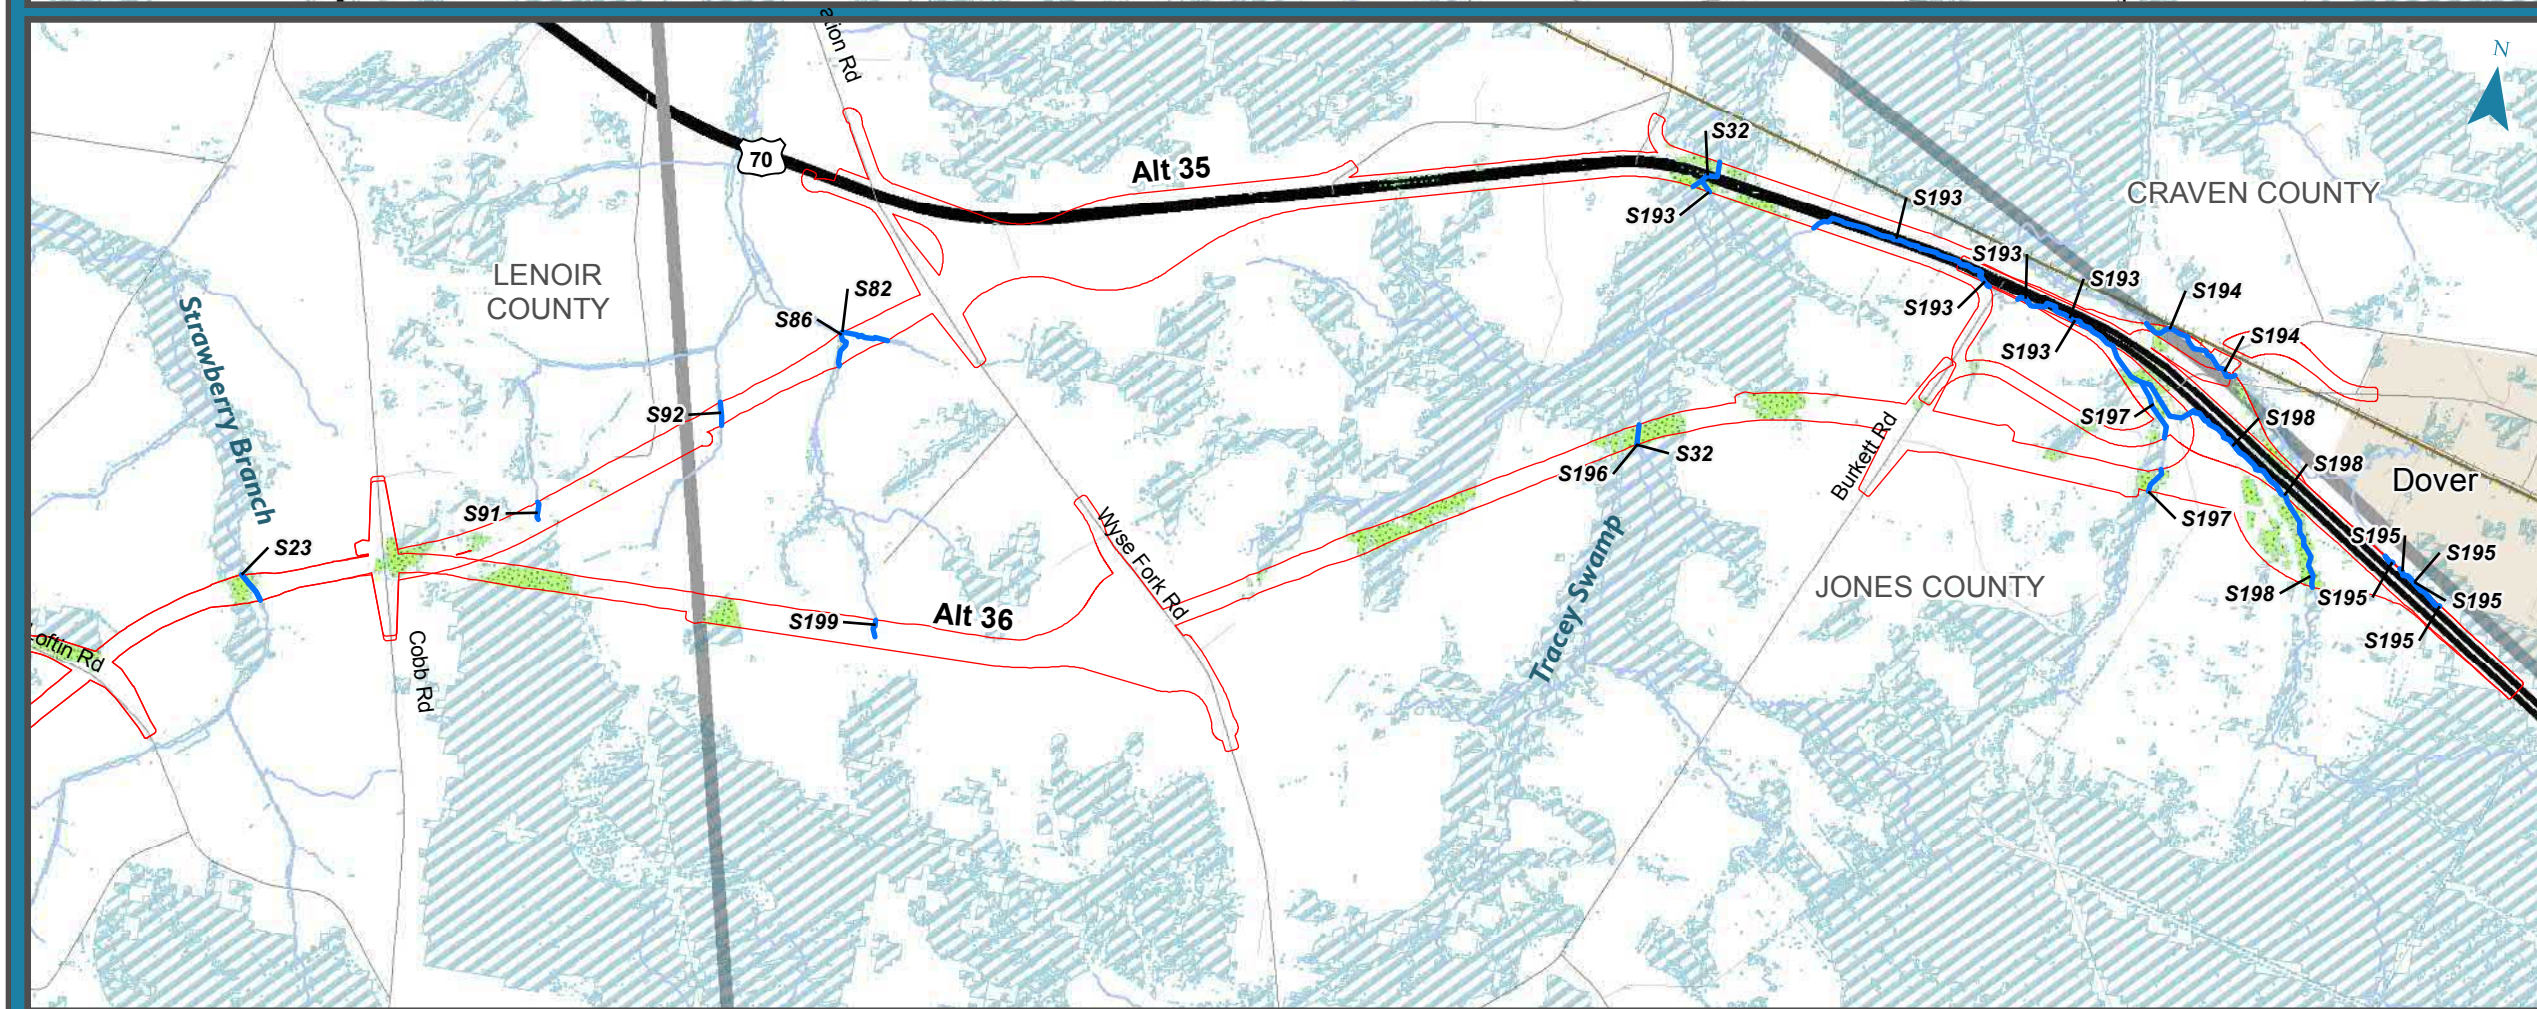 N
70
Alt 35
S32
CRAVEN COUNTY
S193
S193
LENOIR
COUNTY
S193
S193
S82
S194
S193
S86
S194
S193
Strawberry Branch
S92
S197
S198
Burkett Rd
S32
S196
S198
Dover
S91
S197
Wyse Fork Rd
S23
S195
S195
JONES COUNTY
Tracey Swamp
S198
S195
S195
Alt 36
S199
S195
Loftin Rd
Cobb Rd